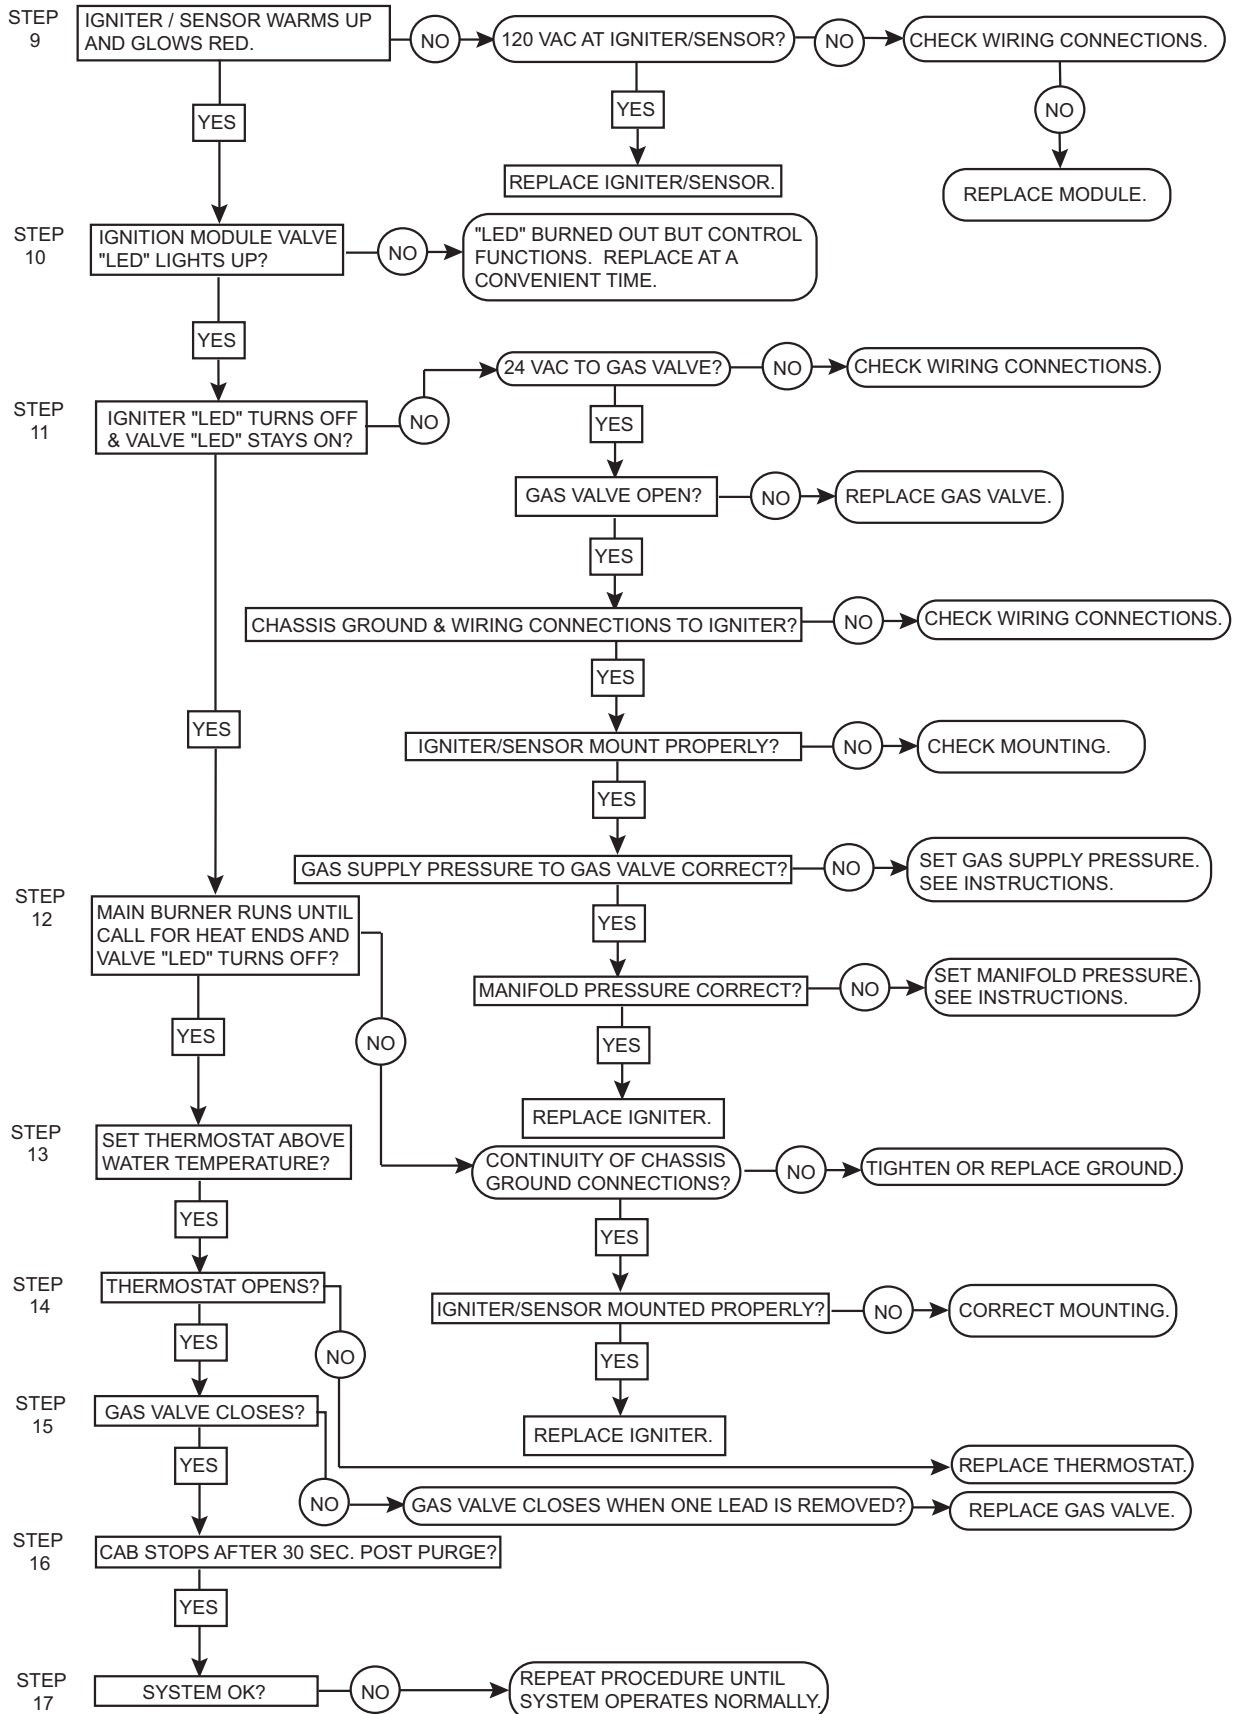 STEP
9
IGNITER / SENSOR WARMS UP
AND GLOWS RED.
NO
120 VAC AT IGNITER/SENSOR?
NO
CHECK WIRING CONNECTIONS.
YES
YES
NO
REPLACE IGNITER/SENSOR.
REPLACE MODULE.
STEP
10
IGNITION MODULE VALVE
"LED" LIGHTS UP?
NO
"LED" BURNED OUT BUT CONTROL
FUNCTIONS. REPLACE AT A
CONVENIENT TIME.
YES
STEP
11
IGNITER "LED" TURNS OFF
& VALVE "LED" STAYS ON?
NO
24 VAC TO GAS VALVE?
NO
CHECK WIRING CONNECTIONS.
YES
GAS VALVE OPEN?
NO
REPLACE GAS VALVE.
YES
CHASSIS GROUND & WIRING CONNECTIONS TO IGNITER?
NO
CHECK WIRING CONNECTIONS.
YES
YES
IGNITER/SENSOR MOUNT PROPERLY?
NO
CHECK MOUNTING.
YES
GAS SUPPLY PRESSURE TO GAS VALVE CORRECT?
NO
SET GAS SUPPLY PRESSURE.
SEE INSTRUCTIONS.
STEP
12
MAIN BURNER RUNS UNTIL
CALL FOR HEAT ENDS AND
VALVE "LED" TURNS OFF?
YES
MANIFOLD PRESSURE CORRECT?
NO
SET MANIFOLD PRESSURE.
SEE INSTRUCTIONS.
YES
NO
YES
REPLACE IGNITER.
STEP
13
SET THERMOSTAT ABOVE
WATER TEMPERATURE?
CONTINUITY OF CHASSIS
GROUND CONNECTIONS?
NO
TIGHTEN OR REPLACE GROUND.
YES
YES
STEP
14
THERMOSTAT OPENS?
IGNITER/SENSOR MOUNTED PROPERLY?
NO
CORRECT MOUNTING.
YES
NO
YES
STEP
15
GAS VALVE CLOSES?
REPLACE IGNITER.
YES
REPLACE THERMOSTAT.
NO
GAS VALVE CLOSES WHEN ONE LEAD IS REMOVED?
REPLACE GAS VALVE.
STEP
16
CAB STOPS AFTER 30 SEC. POST PURGE?
YES
STEP
17
SYSTEM OK?
NO
REPEAT PROCEDURE UNTIL
SYSTEM OPERATES NORMALLY.